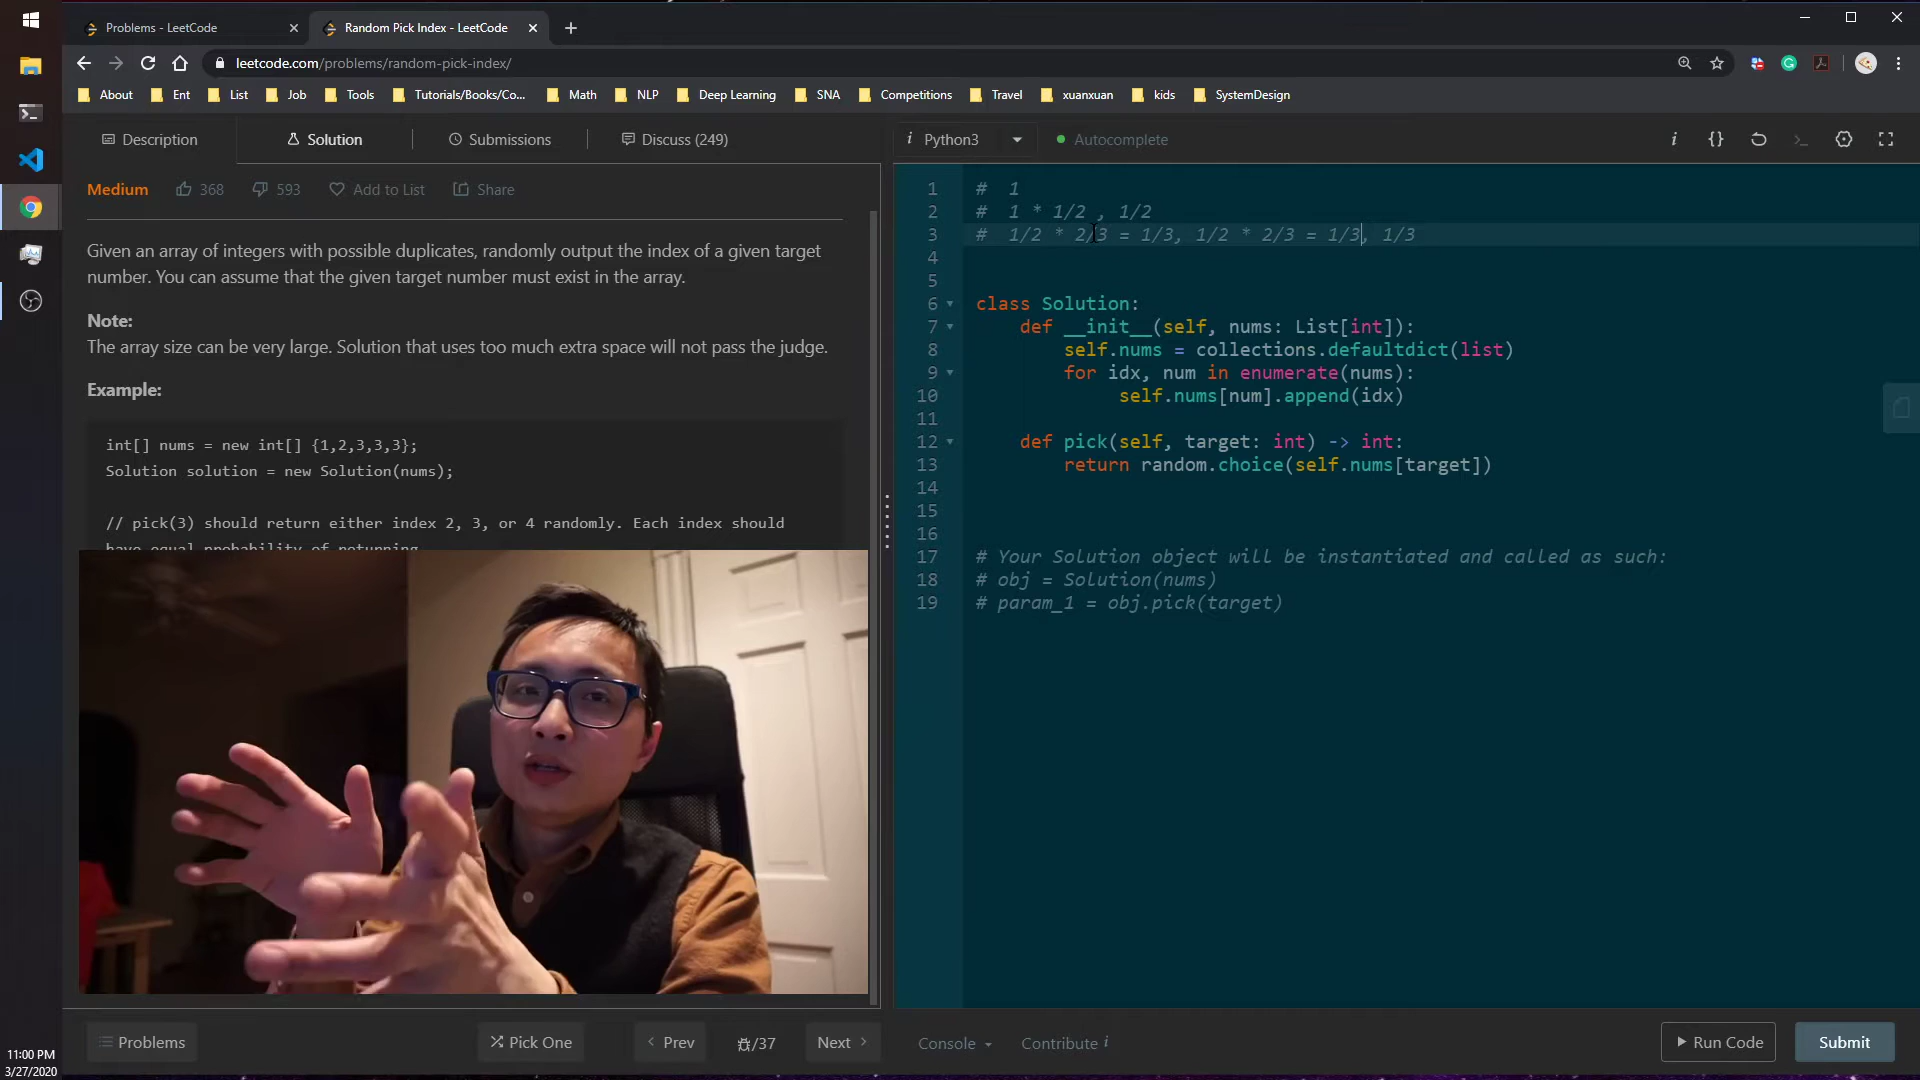 Problems - LeetCode
Random Pick Index - LeetCode
leetcode.com/problems/random-pick-index/
About Ent List Job Tools Tutorials/Books/Co... Math NLP Deep Learning SNA Competitions Travel xuanxuan kids SystemDesign
Description Solution Submissions Discuss (249)
Medium 368 593 Add to List Share
Given an array of integers with possible duplicates, randomly output the index of a given target
number. You can assume that the given target number must exist in the array.
Note:
The array size can be very large. Solution that uses too much extra space will not pass the judge.
Example:
int[] nums = new int[] {1,2,3,3,3};
Solution solution = new Solution(nums);
// pick(3) should return either index 2, 3, or 4 randomly. Each index should
have equal probability of returning.
Problems Pick One Prev /37 Next
i Python3 Autocomplete i {}
1 # 1
2 # 1 * 1/2 , 1/2
3 # 1/2 * 2/3 = 1/3, 1/2 * 2/3 = 1/3, 1/3
4
5
6 class Solution:
7 def __init__(self, nums: List[int]):
8 self.nums = collections.defaultdict(list)
9 for idx, num in enumerate(nums):
10 self.nums[num].append(idx)
11
12 def pick(self, target: int) -> int:
13 return random.choice(self.nums[target])
14
15
16
17 # Your Solution object will be instantiated and called as such:
18 # obj = Solution(nums)
19 # param_1 = obj.pick(target)
Console Contribute i Run Code Submit
11:00 PM
3/27/2020